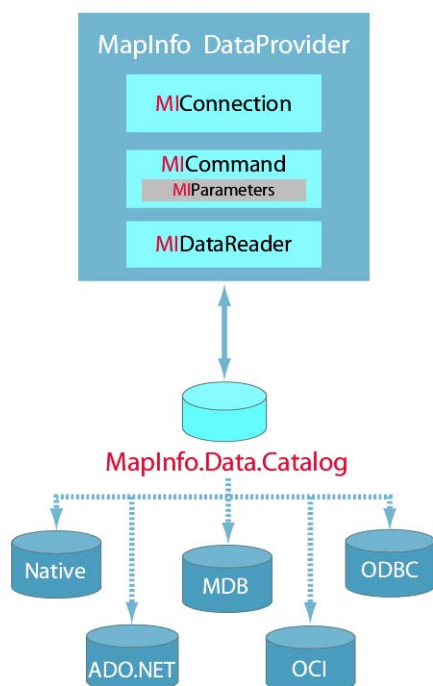 MapInfo DataProvider
MIConnection
MICommand
MIParameters
MIDataReader
MapInfo.Data.Catalog
Native
MDB
ODBC
ADO.NET
OCI